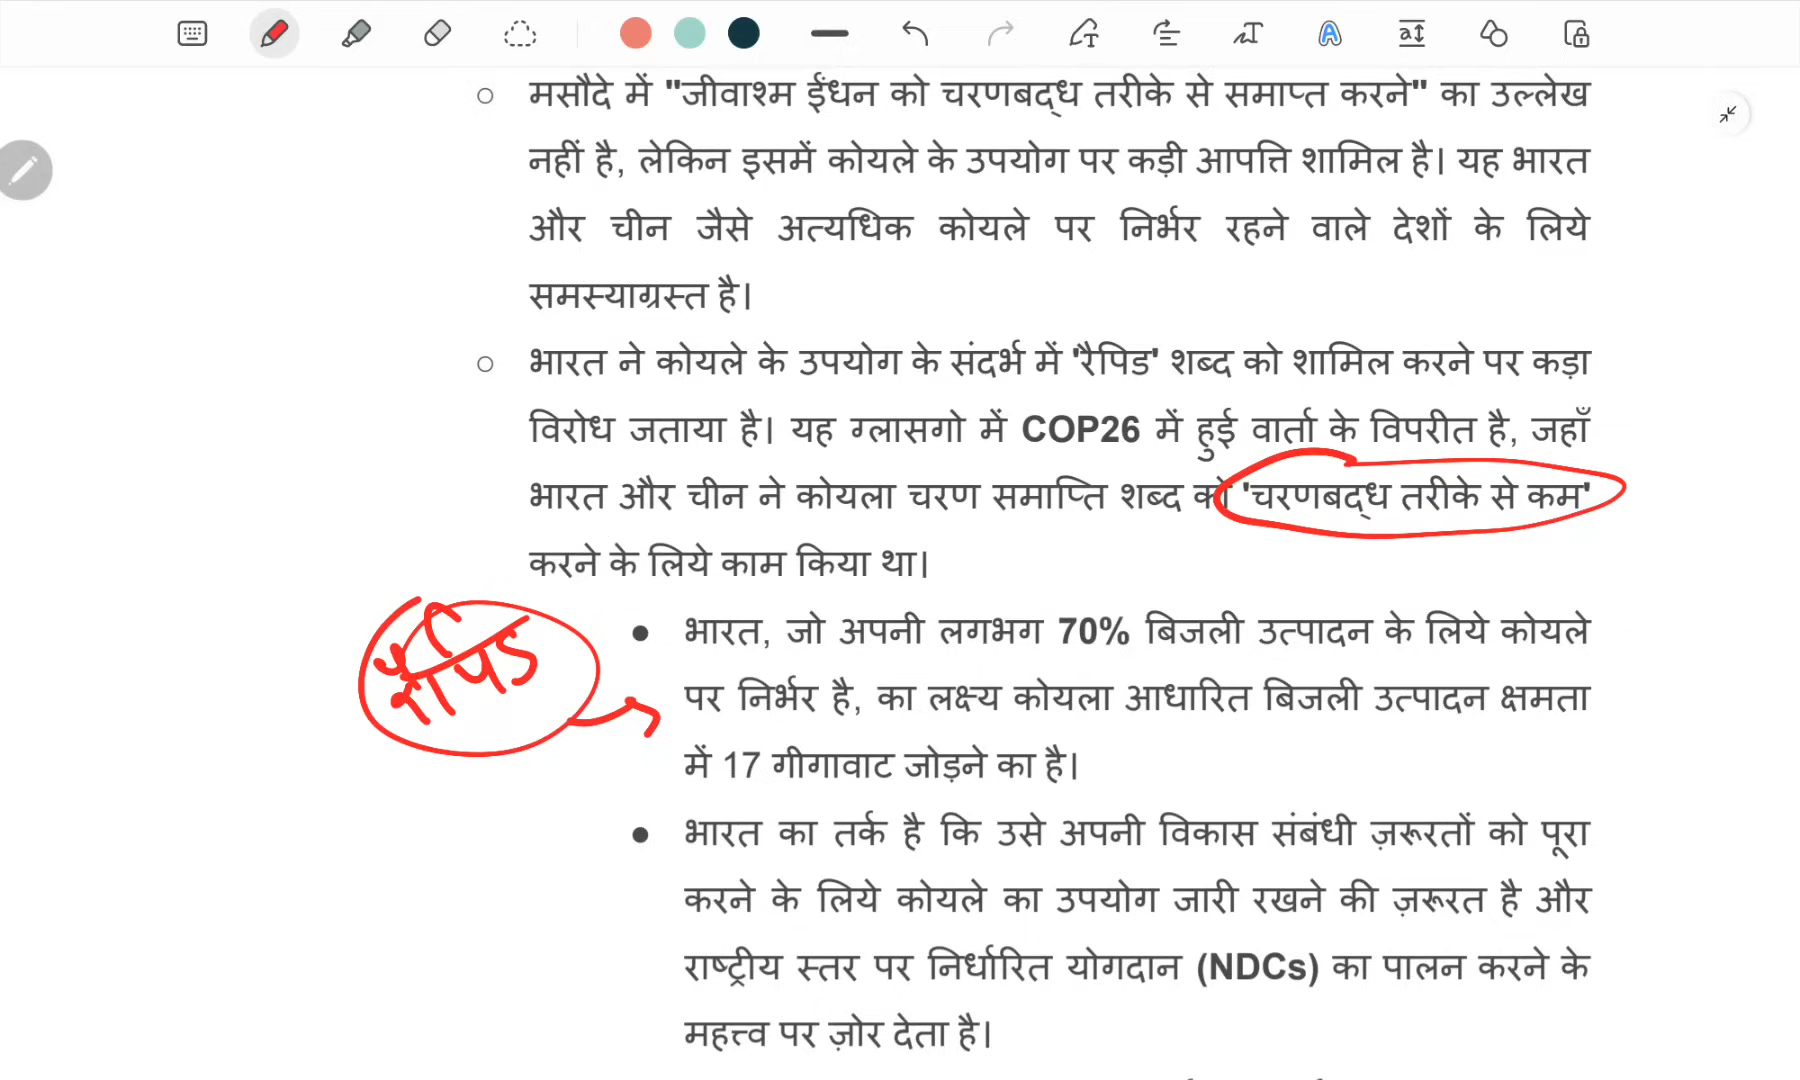 मसौदे में "जीवाश्म ईंधन को चरणबद्ध तरीके से समाप्त करने" का उल्लेख
नहीं है, लेकिन इसमें कोयले के उपयोग पर कड़ी आपत्ति शामिल है। यह भारत
और चीन जैसे अत्यधिक कोयले पर निर्भर रहने वाले देशों के लिये
समस्याग्रस्त है।
भारत ने कोयले के उपयोग के संदर्भ में 'रैपिड' शब्द को शामिल करने पर कड़ा
विरोध जताया है। यह ग्लासगो में COP26 में हुई वार्ता के विपरीत है, जहाँ
भारत और चीन ने कोयला चरण समाप्ति शब्द को 'चरणबद्ध तरीके से कम'
करने के लिये काम किया था।
भारत, जो अपनी लगभग 70% बिजली उत्पादन के लिये कोयले
पर निर्भर है, का लक्ष्य कोयला आधारित बिजली उत्पादन क्षमता
में 17 गीगावाट जोड़ने का है।
भारत का तर्क है कि उसे अपनी विकास संबंधी ज़रूरतों को पूरा
करने के लिये कोयले का उपयोग जारी रखने की ज़रूरत है और
राष्ट्रीय स्तर पर निर्धारित योगदान (NDCs) का पालन करने के
महत्त्व पर ज़ोर देता है।